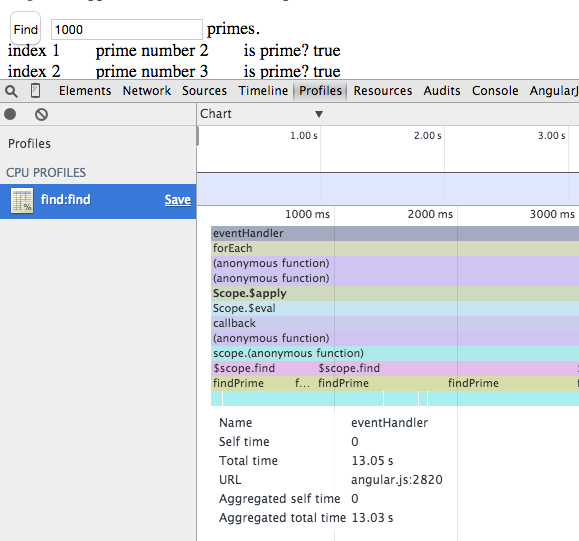 Find 1000 primes.
index 1 prime number 2 is prime? true
index 2 prime number 3 is prime? true
Elements Network Sources Timeline Profiles Resources Audits Console AngularJ
Chart ▼
Profiles
CPU PROFILES
find:find Save
1.00 s 2.00 s 3.00 s
1000 ms 2000 ms 3000 ms
eventHandler
forEach
(anonymous function)
(anonymous function)
Scope.$apply
Scope.$eval
callback
(anonymous function)
scope.(anonymous function)
$scope.find $scope.find
findPrime f... findPrime findPrime
Name eventHandler
Self time 0
Total time 13.05 s
URL angular.js:2820
Aggregated self time 0
Aggregated total time 13.03 s